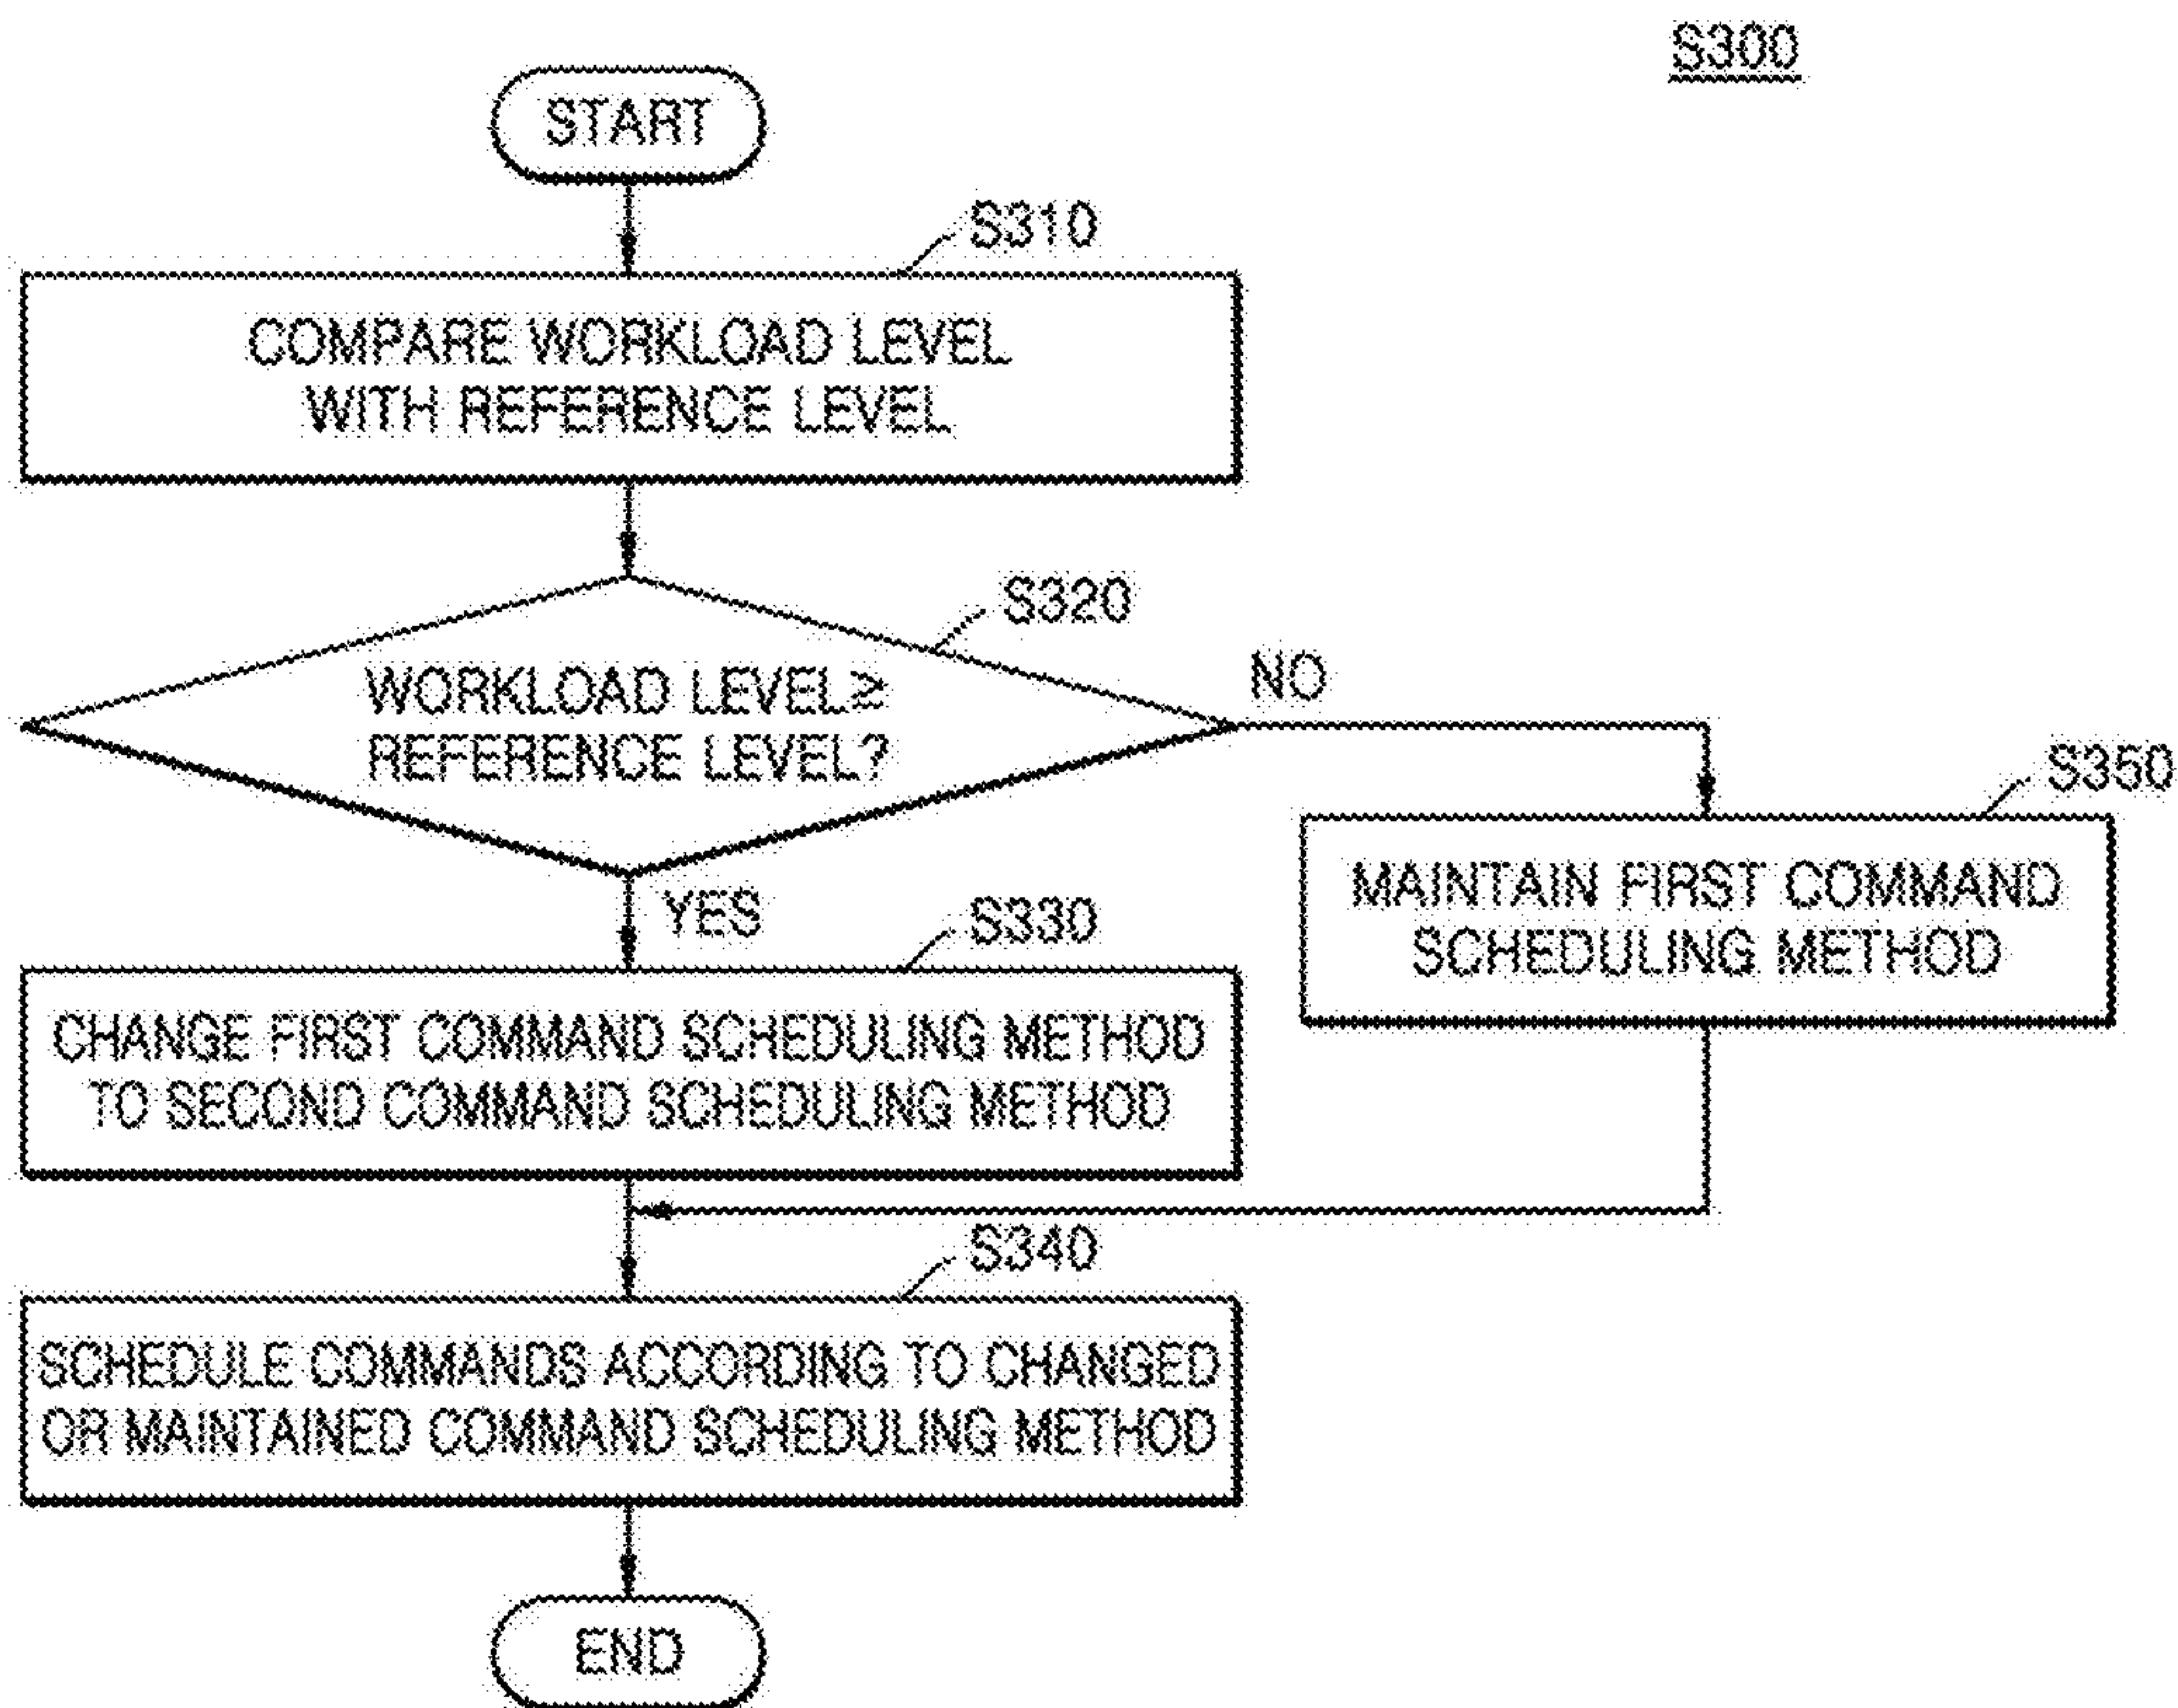 S300
START
S310
COMPARE WORKLOAD LEVEL
WITH REFERENCE LEVEL
S320
WORKLOAD LEVEL≥
REFERENCE LEVEL?
NO
S350
MAINTAIN FIRST COMMAND
SCHEDULING METHOD
YES
S330
CHANGE FIRST COMMAND SCHEDULING METHOD
TO SECOND COMMAND SCHEDULING METHOD
S340
SCHEDULE COMMANDS ACCORDING TO CHANGED
OR MAINTAINED COMMAND SCHEDULING METHOD
END